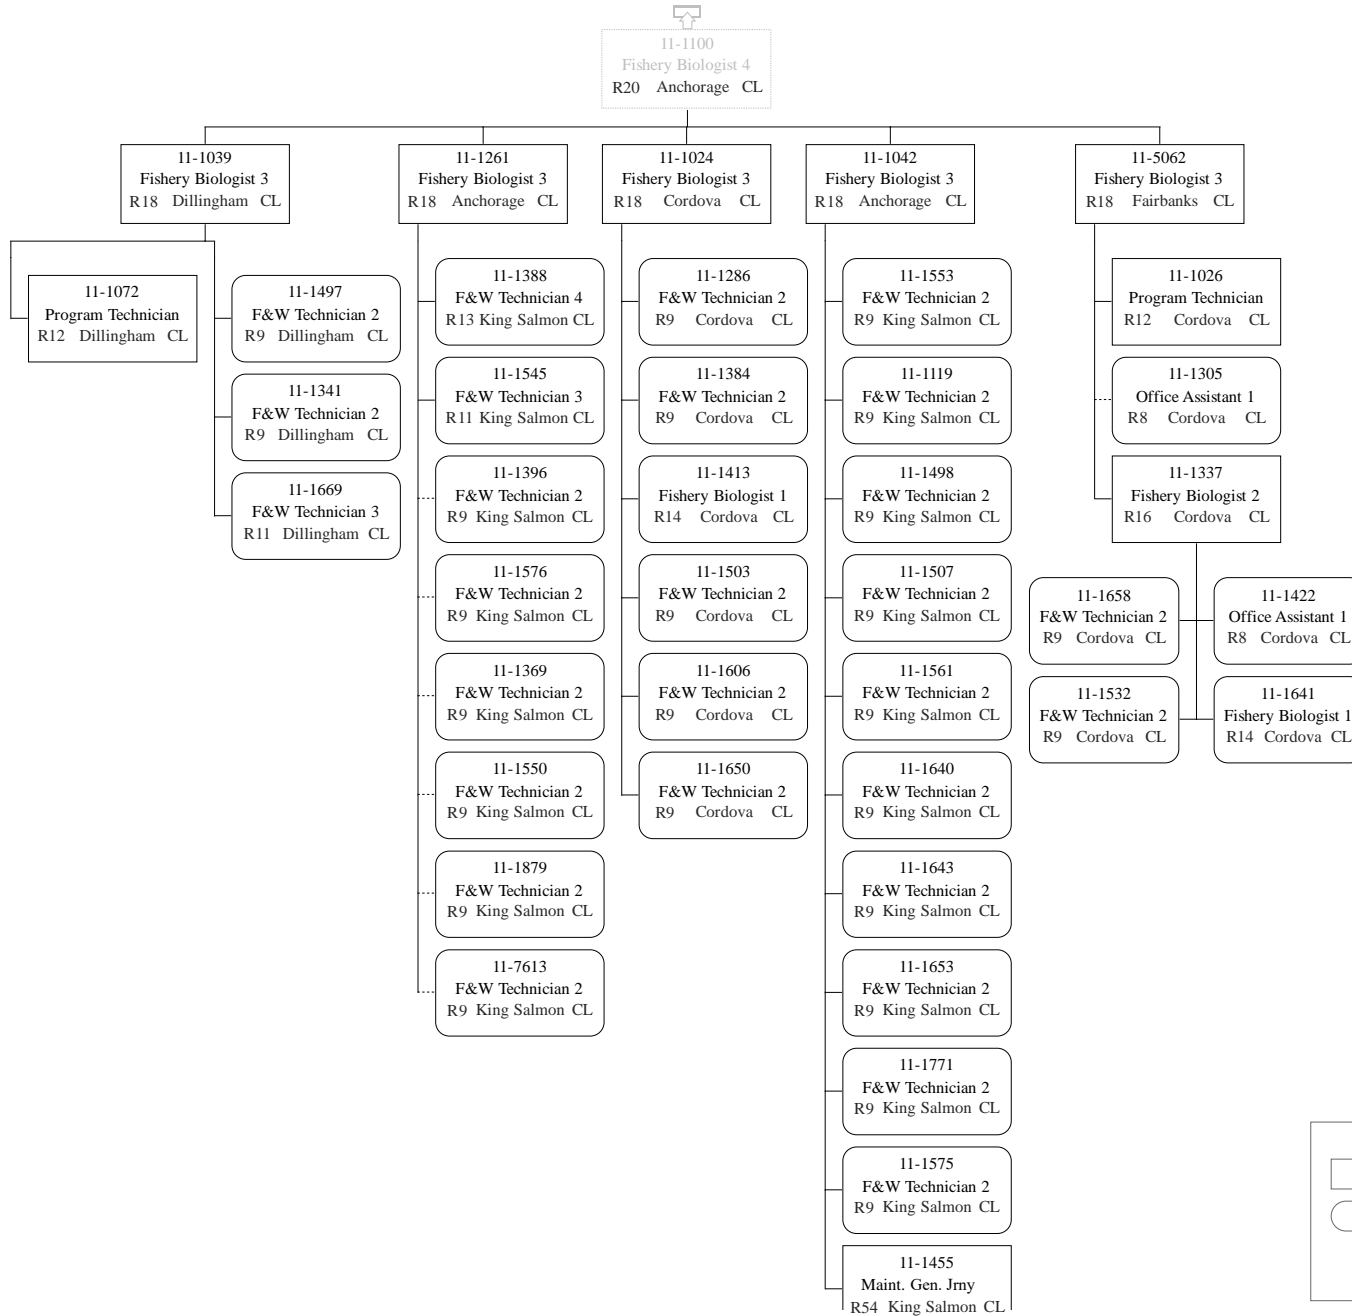 11-1100
Fishery Biologist 4
R20 Anchorage CL
11-1039
Fishery Biologist 3
R18 Dillingham CL
11-1261
Fishery Biologist 3
R18 Anchorage CL
11-1024
Fishery Biologist 3
R18 Cordova CL
11-1042
Fishery Biologist 3
R18 Anchorage CL
11-5062
Fishery Biologist 3
R18 Fairbanks CL
11-1072
Program Technician
R12 Dillingham CL
11-1497
F&W Technician 2
R9 Dillingham CL
11-1341
F&W Technician 2
R9 Dillingham CL
11-1669
F&W Technician 3
R11 Dillingham CL
11-1388
F&W Technician 4
R13 King Salmon CL
11-1545
F&W Technician 3
R11 King Salmon CL
11-1396
F&W Technician 2
R9 King Salmon CL
11-1576
F&W Technician 2
R9 King Salmon CL
11-1369
F&W Technician 2
R9 King Salmon CL
11-1550
F&W Technician 2
R9 King Salmon CL
11-1879
F&W Technician 2
R9 King Salmon CL
11-7613
F&W Technician 2
R9 King Salmon CL
11-1286
F&W Technician 2
R9 Cordova CL
11-1384
F&W Technician 2
R9 Cordova CL
11-1413
Fishery Biologist 1
R14 Cordova CL
11-1503
F&W Technician 2
R9 Cordova CL
11-1606
F&W Technician 2
R9 Cordova CL
11-1650
F&W Technician 2
R9 Cordova CL
11-1553
F&W Technician 2
R9 King Salmon CL
11-1119
F&W Technician 2
R9 King Salmon CL
11-1498
F&W Technician 2
R9 King Salmon CL
11-1507
F&W Technician 2
R9 King Salmon CL
11-1561
F&W Technician 2
R9 King Salmon CL
11-1640
F&W Technician 2
R9 King Salmon CL
11-1643
F&W Technician 2
R9 King Salmon CL
11-1653
F&W Technician 2
R9 King Salmon CL
11-1771
F&W Technician 2
R9 King Salmon CL
11-1575
F&W Technician 2
R9 King Salmon CL
11-1455
Maint. Gen. Jrny
R54 King Salmon CL
11-1026
Program Technician
R12 Cordova CL
11-1305
Office Assistant 1
R8 Cordova CL
11-1337
Fishery Biologist 2
R16 Cordova CL
11-1658
F&W Technician 2
R9 Cordova CL
11-1422
Office Assistant 1
R8 Cordova CL
11-1532
F&W Technician 2
R9 Cordova CL
11-1641
Fishery Biologist 1
R14 Cordova CL